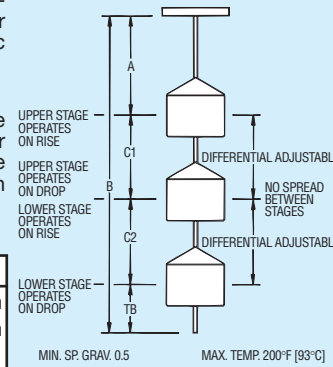 A
UPPER STAGE
OPERATES
ON RISE
C1
UPPER STAGE
OPERATES
ON DROP
DIFFERENTIAL ADJUSTABL
B
NO SPREAD
BETWEEN
STAGES
LOWER STAGE
OPERATES
ON RISE
C2
DIFFERENTIAL ADJUSTABL
LOWER STAGE
OPERATES
ON DROP
TB
MIN. SP. GRAV. 0.5
MAX. TEMP. 200°F [93°C]